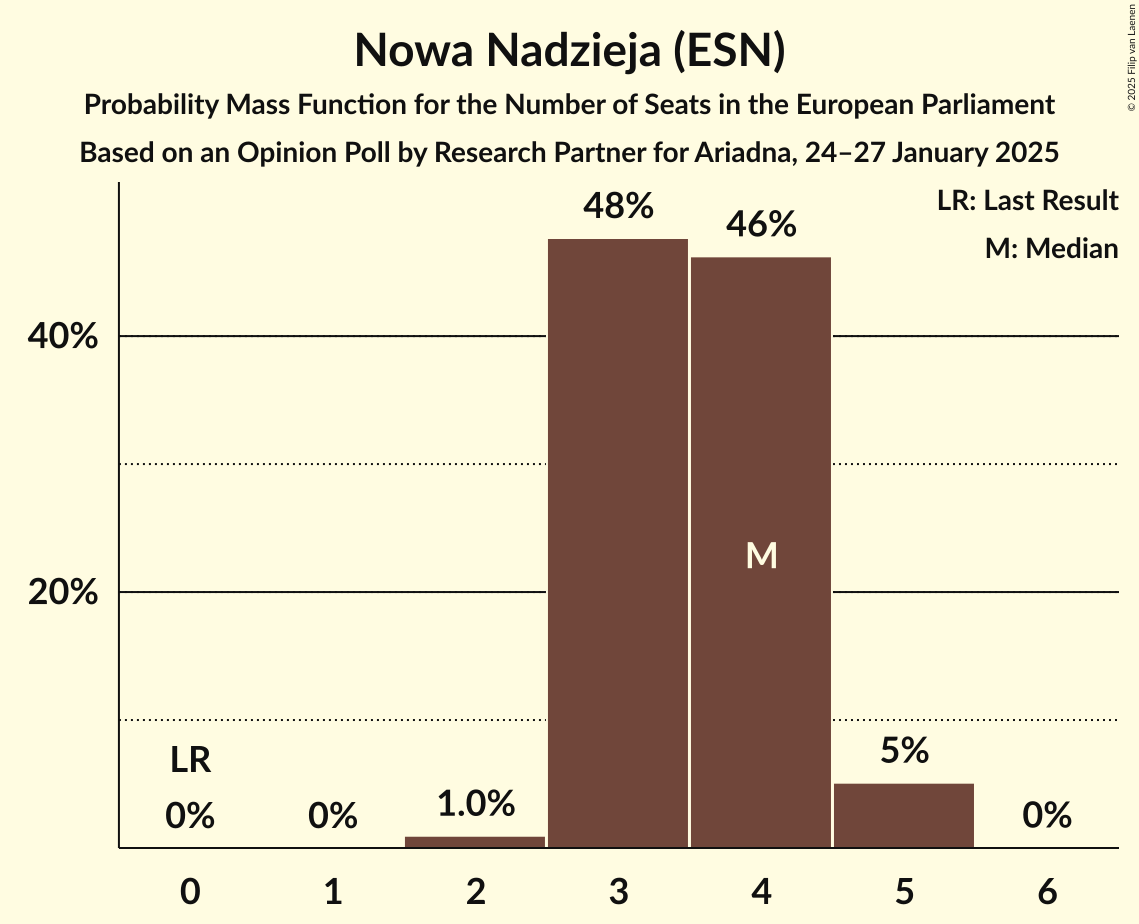 Nowa Nadzieja (ESN)
Probability Mass Function for the Number of Seats in the European Parliament
Based on an Opinion Poll by Research Partner for Ariadna, 24–27 January 2025
© 2025 Filip van Laenen
LR: Last Result
M: Median
48%
46%
40%
M
20%
LR
5%
0%
0%
1.0%
0%
0
1
2
3
4
5
6